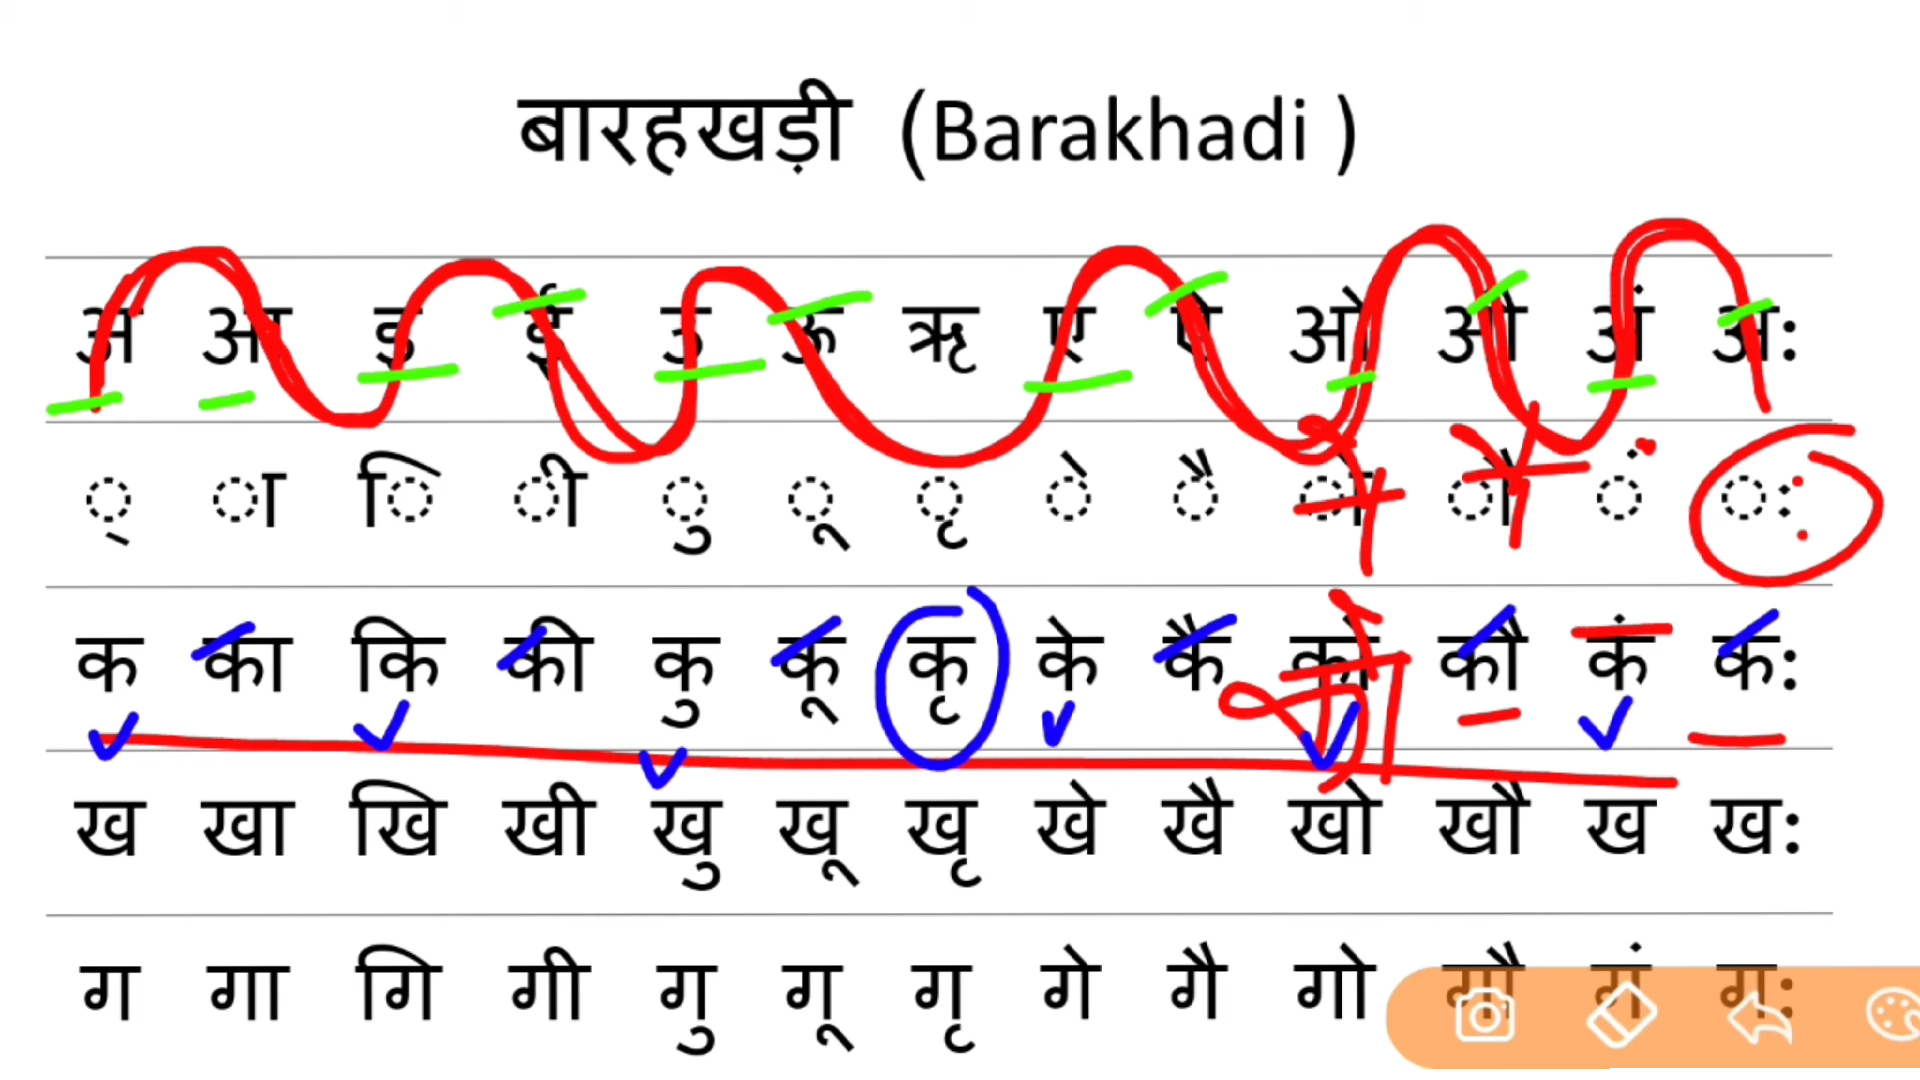 बारहखड़ी (Barakhadi )
अ आ इ ई उ ऊ ऋ ए ऐ ओ औ अं अः
् ा ि ी ु ू ृ े ै ो ौ ं ः
क का कि की कु कू कृ के कै को कौ कं कः
ख खा खि खी खु खू खृ खे खै खो खौ ख खः
ग गा गि गी गु गू गृ गे गै गो गौ गं गः